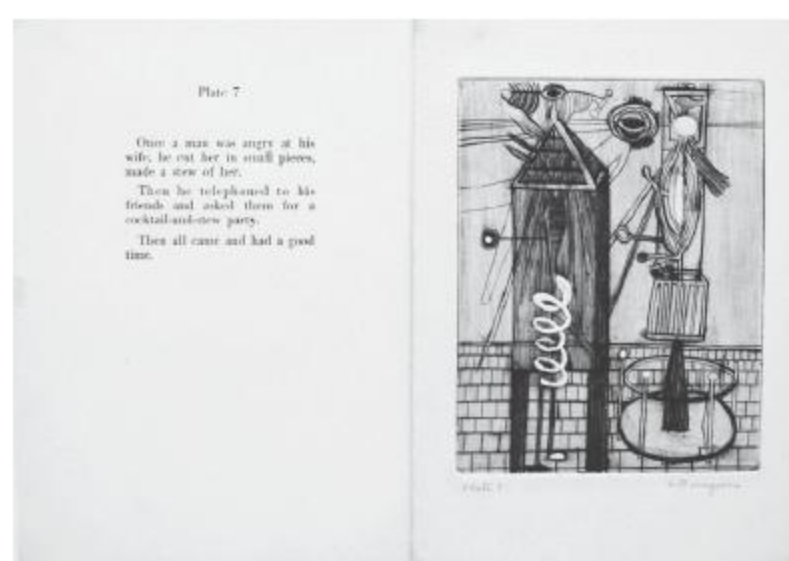 Plate 7
Once a man was angry at his
wife, he cut her in small pieces,
made a stew of her.
Then he telephoned to his
friends and asked them for a
cocktail-and-stew party.
Then all came and had a good
time.